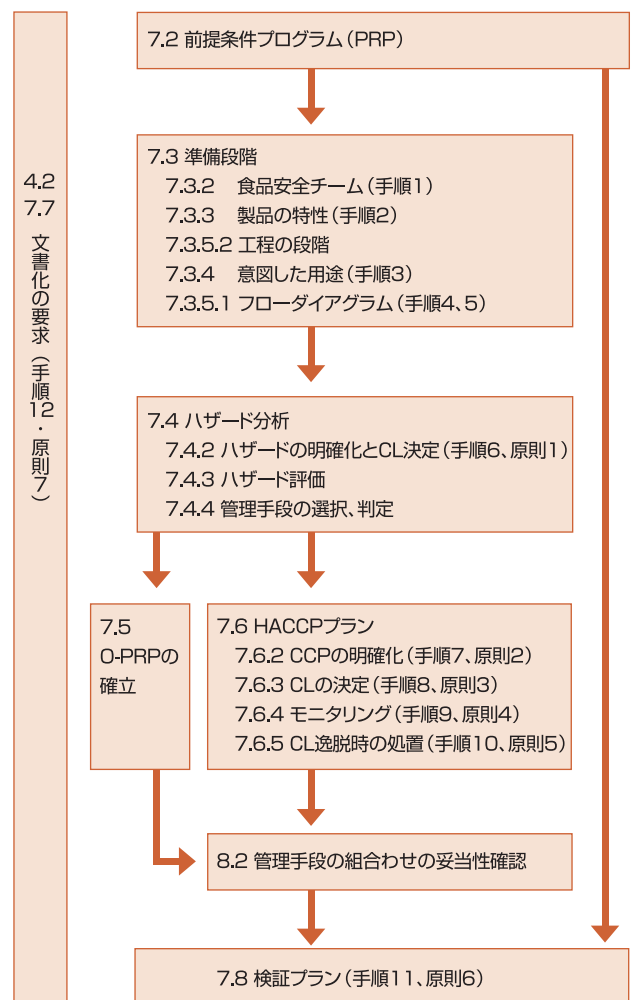 4.2
7.7
文書化の要求（手順12・原則7）
7.2 前提条件プログラム（PRP）
7.3 準備段階
7.3.2 食品安全チーム（手順1）
7.3.3 製品の特性（手順2）
7.3.5.2 工程の段階
7.3.4 意図した用途（手順3）
7.3.5.1 フローダイアグラム（手順4、5）
7.4 ハザード分析
7.4.2 ハザードの明確化とCL決定（手順6、原則1）
7.4.3 ハザード評価
7.4.4 管理手段の選択、判定
7.5
O-PRPの
確立
7.6 HACCPプラン
7.6.2 CCPの明確化（手順7、原則2）
7.6.3 CLの決定（手順8、原則3）
7.6.4 モニタリング（手順9、原則4）
7.6.5 CL逸脱時の処置（手順10、原則5）
8.2 管理手段の組合わせの妥当性確認
7.8 検証プラン（手順11、原則6）